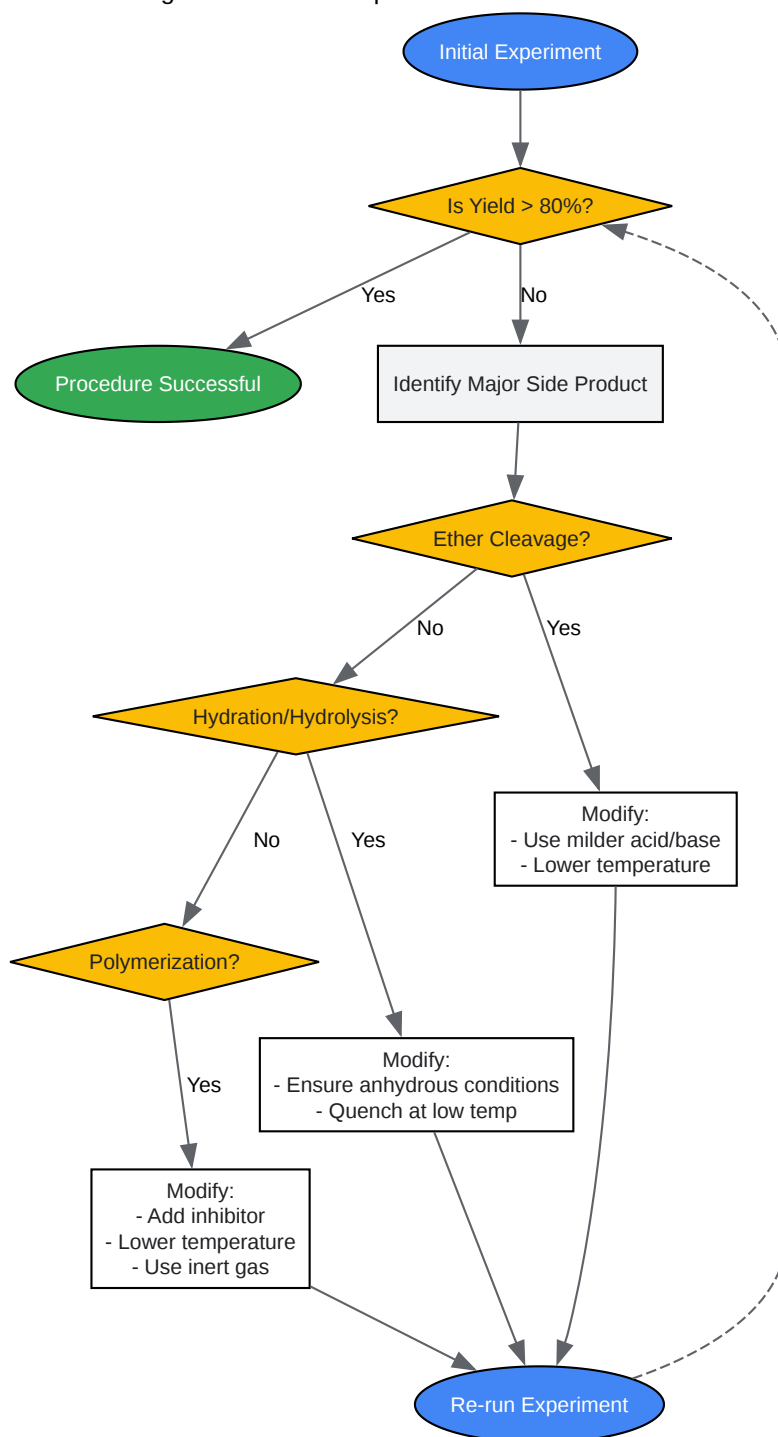 Initial Experiment
Is Yield > 80%?
Yes
No
Procedure Successful
Identify Major Side Product
Ether Cleavage?
No
Yes
Hydration/Hydrolysis?
Modify:
- Use milder acid/base
- Lower temperature
No
Yes
Polymerization?
Modify:
- Ensure anhydrous conditions
- Quench at low temp
Yes
Modify:
- Add inhibitor
- Lower temperature
- Use inert gas
Re-run Experiment